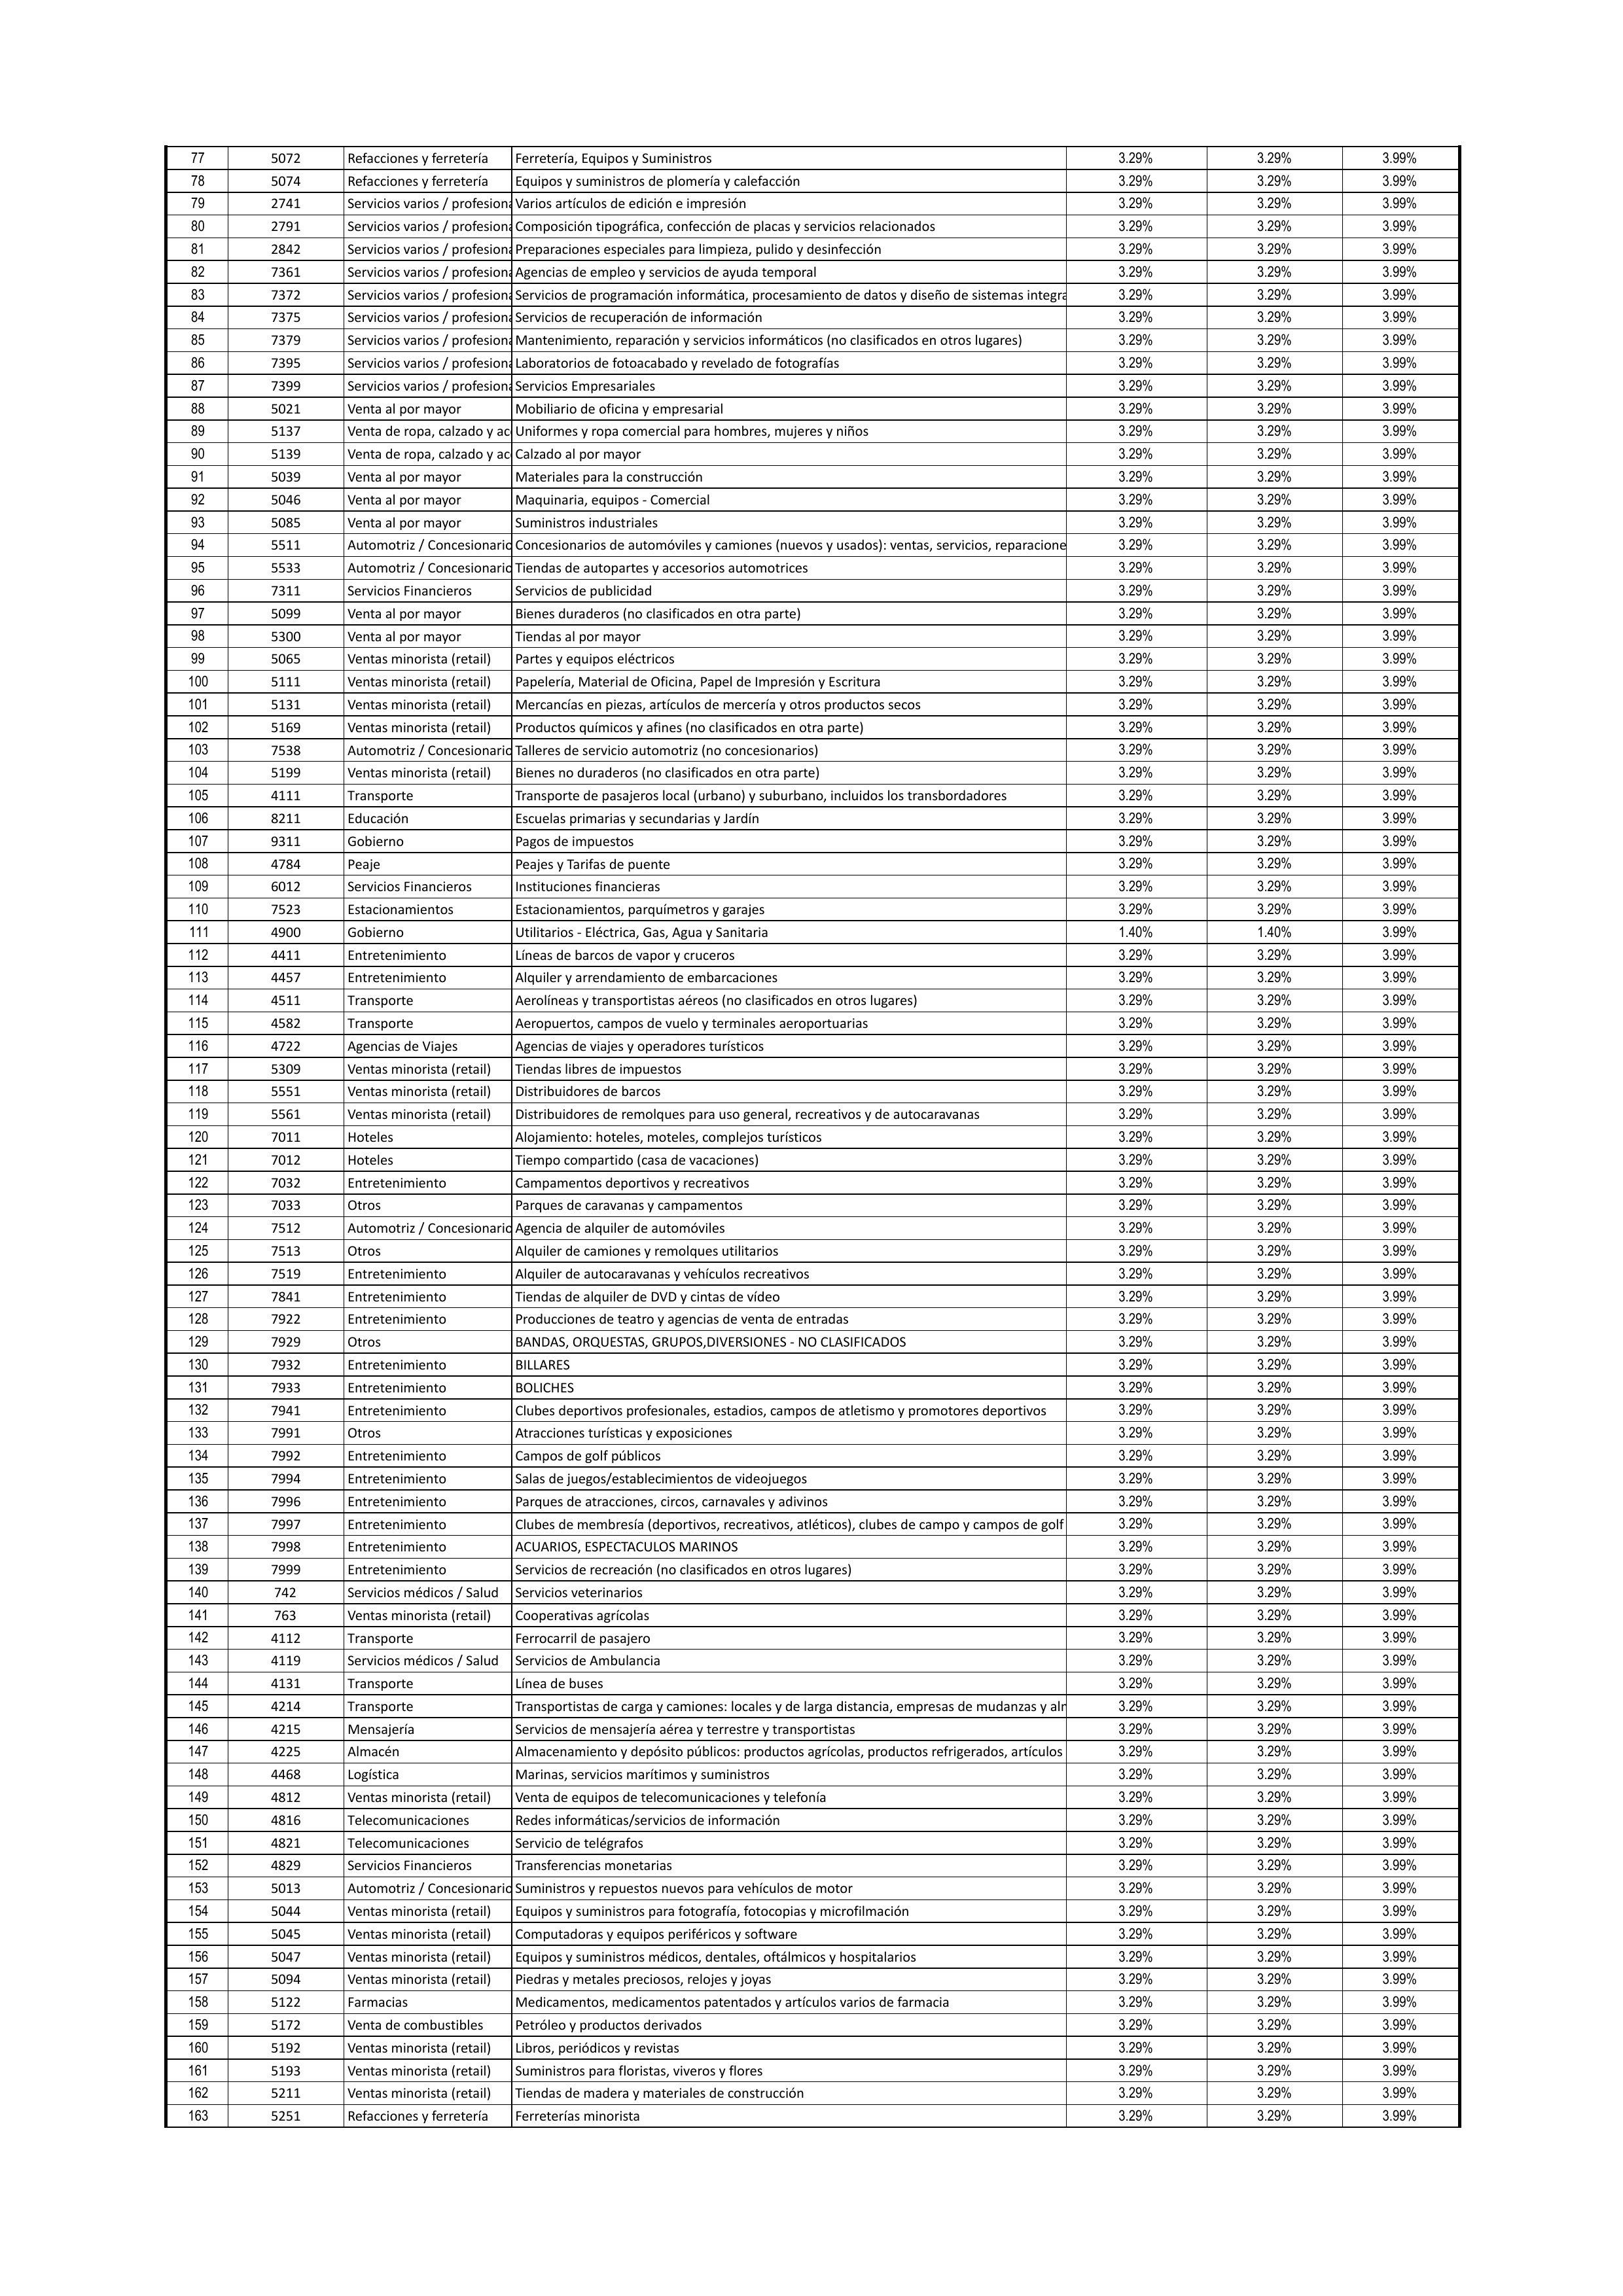 77 5072 Refacciones y ferretería Ferretería, Equipos y Suministros 3.29% 3.29% 3.99%
78 5074 Refacciones y ferretería Equipos y suministros de plomería y calefacción 3.29% 3.29% 3.99%
79 2741 Servicios varios / profesiona Varios artículos de edición e impresión 3.29% 3.29% 3.99%
80 2791 Servicios varios / profesiona Composición tipográfica, confección de placas y servicios relacionados 3.29% 3.29% 3.99%
81 2842 Servicios varios / profesiona Preparaciones especiales para limpieza, pulido y desinfección 3.29% 3.29% 3.99%
82 7361 Servicios varios / profesiona Agencias de empleo y servicios de ayuda temporal 3.29% 3.29% 3.99%
83 7372 Servicios varios / profesiona Servicios de programación informática, procesamiento de datos y diseño de sistemas integra 3.29% 3.29% 3.99%
84 7375 Servicios varios / profesiona Servicios de recuperación de información 3.29% 3.29% 3.99%
85 7379 Servicios varios / profesiona Mantenimiento, reparación y servicios informáticos (no clasificados en otros lugares) 3.29% 3.29% 3.99%
86 7395 Servicios varios / profesiona Laboratorios de fotoacabado y revelado de fotografías 3.29% 3.29% 3.99%
87 7399 Servicios varios / profesiona Servicios Empresariales 3.29% 3.29% 3.99%
88 5021 Venta al por mayor Mobiliario de oficina y empresarial 3.29% 3.29% 3.99%
89 5137 Venta de ropa, calzado y ac Uniformes y ropa comercial para hombres, mujeres y niños 3.29% 3.29% 3.99%
90 5139 Venta de ropa, calzado y ac Calzado al por mayor 3.29% 3.29% 3.99%
91 5039 Venta al por mayor Materiales para la construcción 3.29% 3.29% 3.99%
92 5046 Venta al por mayor Maquinaria, equipos - Comercial 3.29% 3.29% 3.99%
93 5085 Venta al por mayor Suministros industriales 3.29% 3.29% 3.99%
94 5511 Automotriz / Concesionario Concesionarios de automóviles y camiones (nuevos y usados): ventas, servicios, reparacione 3.29% 3.29% 3.99%
95 5533 Automotriz / Concesionario Tiendas de autopartes y accesorios automotrices 3.29% 3.29% 3.99%
96 7311 Servicios Financieros Servicios de publicidad 3.29% 3.29% 3.99%
97 5099 Venta al por mayor Bienes duraderos (no clasificados en otra parte) 3.29% 3.29% 3.99%
98 5300 Venta al por mayor Tiendas al por mayor 3.29% 3.29% 3.99%
99 5065 Ventas minorista (retail) Partes y equipos eléctricos 3.29% 3.29% 3.99%
100 5111 Ventas minorista (retail) Papelería, Material de Oficina, Papel de Impresión y Escritura 3.29% 3.29% 3.99%
101 5131 Ventas minorista (retail) Mercancías en piezas, artículos de mercería y otros productos secos 3.29% 3.29% 3.99%
102 5169 Ventas minorista (retail) Productos químicos y afines (no clasificados en otra parte) 3.29% 3.29% 3.99%
103 7538 Automotriz / Concesionario Talleres de servicio automotriz (no concesionarios) 3.29% 3.29% 3.99%
104 5199 Ventas minorista (retail) Bienes no duraderos (no clasificados en otra parte) 3.29% 3.29% 3.99%
105 4111 Transporte Transporte de pasajeros local (urbano) y suburbano, incluidos los transbordadores 3.29% 3.29% 3.99%
106 8211 Educación Escuelas primarias y secundarias y Jardín 3.29% 3.29% 3.99%
107 9311 Gobierno Pagos de impuestos 3.29% 3.29% 3.99%
108 4784 Peaje Peajes y Tarifas de puente 3.29% 3.29% 3.99%
109 6012 Servicios Financieros Instituciones financieras 3.29% 3.29% 3.99%
110 7523 Estacionamientos Estacionamientos, parquímetros y garajes 3.29% 3.29% 3.99%
111 4900 Gobierno Utilitarios - Eléctrica, Gas, Agua y Sanitaria 1.40% 1.40% 3.99%
112 4411 Entretenimiento Líneas de barcos de vapor y cruceros 3.29% 3.29% 3.99%
113 4457 Entretenimiento Alquiler y arrendamiento de embarcaciones 3.29% 3.29% 3.99%
114 4511 Transporte Aerolíneas y transportistas aéreos (no clasificados en otros lugares) 3.29% 3.29% 3.99%
115 4582 Transporte Aeropuertos, campos de vuelo y terminales aeroportuarias 3.29% 3.29% 3.99%
116 4722 Agencias de Viajes Agencias de viajes y operadores turísticos 3.29% 3.29% 3.99%
117 5309 Ventas minorista (retail) Tiendas libres de impuestos 3.29% 3.29% 3.99%
118 5551 Ventas minorista (retail) Distribuidores de barcos 3.29% 3.29% 3.99%
119 5561 Ventas minorista (retail) Distribuidores de remolques para uso general, recreativos y de autocaravanas 3.29% 3.29% 3.99%
120 7011 Hoteles Alojamiento: hoteles, moteles, complejos turísticos 3.29% 3.29% 3.99%
121 7012 Hoteles Tiempo compartido (casa de vacaciones) 3.29% 3.29% 3.99%
122 7032 Entretenimiento Campamentos deportivos y recreativos 3.29% 3.29% 3.99%
123 7033 Otros Parques de caravanas y campamentos 3.29% 3.29% 3.99%
124 7512 Automotriz / Concesionario Agencia de alquiler de automóviles 3.29% 3.29% 3.99%
125 7513 Otros Alquiler de camiones y remolques utilitarios 3.29% 3.29% 3.99%
126 7519 Entretenimiento Alquiler de autocaravanas y vehículos recreativos 3.29% 3.29% 3.99%
127 7841 Entretenimiento Tiendas de alquiler de DVD y cintas de vídeo 3.29% 3.29% 3.99%
128 7922 Entretenimiento Producciones de teatro y agencias de venta de entradas 3.29% 3.29% 3.99%
129 7929 Otros BANDAS, ORQUESTAS, GRUPOS,DIVERSIONES - NO CLASIFICADOS 3.29% 3.29% 3.99%
130 7932 Entretenimiento BILLARES 3.29% 3.29% 3.99%
131 7933 Entretenimiento BOLICHES 3.29% 3.29% 3.99%
132 7941 Entretenimiento Clubes deportivos profesionales, estadios, campos de atletismo y promotores deportivos 3.29% 3.29% 3.99%
133 7991 Otros Atracciones turísticas y exposiciones 3.29% 3.29% 3.99%
134 7992 Entretenimiento Campos de golf públicos 3.29% 3.29% 3.99%
135 7994 Entretenimiento Salas de juegos/establecimientos de videojuegos 3.29% 3.29% 3.99%
136 7996 Entretenimiento Parques de atracciones, circos, carnavales y adivinos 3.29% 3.29% 3.99%
137 7997 Entretenimiento Clubes de membresía (deportivos, recreativos, atléticos), clubes de campo y campos de golf 3.29% 3.29% 3.99%
138 7998 Entretenimiento ACUARIOS, ESPECTACULOS MARINOS 3.29% 3.29% 3.99%
139 7999 Entretenimiento Servicios de recreación (no clasificados en otros lugares) 3.29% 3.29% 3.99%
140 742 Servicios médicos / Salud Servicios veterinarios 3.29% 3.29% 3.99%
141 763 Ventas minorista (retail) Cooperativas agrícolas 3.29% 3.29% 3.99%
142 4112 Transporte Ferrocarril de pasajero 3.29% 3.29% 3.99%
143 4119 Servicios médicos / Salud Servicios de Ambulancia 3.29% 3.29% 3.99%
144 4131 Transporte Línea de buses 3.29% 3.29% 3.99%
145 4214 Transporte Transportistas de carga y camiones: locales y de larga distancia, empresas de mudanzas y alm 3.29% 3.29% 3.99%
146 4215 Mensajería Servicios de mensajería aérea y terrestre y transportistas 3.29% 3.29% 3.99%
147 4225 Almacén Almacenamiento y depósito públicos: productos agrícolas, productos refrigerados, artículos 3.29% 3.29% 3.99%
148 4468 Logística Marinas, servicios marítimos y suministros 3.29% 3.29% 3.99%
149 4812 Ventas minorista (retail) Venta de equipos de telecomunicaciones y telefonía 3.29% 3.29% 3.99%
150 4816 Telecomunicaciones Redes informáticas/servicios de información 3.29% 3.29% 3.99%
151 4821 Telecomunicaciones Servicio de telégrafos 3.29% 3.29% 3.99%
152 4829 Servicios Financieros Transferencias monetarias 3.29% 3.29% 3.99%
153 5013 Automotriz / Concesionario Suministros y repuestos nuevos para vehículos de motor 3.29% 3.29% 3.99%
154 5044 Ventas minorista (retail) Equipos y suministros para fotografía, fotocopias y microfilmación 3.29% 3.29% 3.99%
155 5045 Ventas minorista (retail) Computadoras y equipos periféricos y software 3.29% 3.29% 3.99%
156 5047 Ventas minorista (retail) Equipos y suministros médicos, dentales, oftálmicos y hospitalarios 3.29% 3.29% 3.99%
157 5094 Ventas minorista (retail) Piedras y metales preciosos, relojes y joyas 3.29% 3.29% 3.99%
158 5122 Farmacias Medicamentos, medicamentos patentados y artículos varios de farmacia 3.29% 3.29% 3.99%
159 5172 Venta de combustibles Petróleo y productos derivados 3.29% 3.29% 3.99%
160 5192 Ventas minorista (retail) Libros, periódicos y revistas 3.29% 3.29% 3.99%
161 5193 Ventas minorista (retail) Suministros para floristas, viveros y flores 3.29% 3.29% 3.99%
162 5211 Ventas minorista (retail) Tiendas de madera y materiales de construcción 3.29% 3.29% 3.99%
163 5251 Refacciones y ferretería Ferreterías minorista 3.29% 3.29% 3.99%